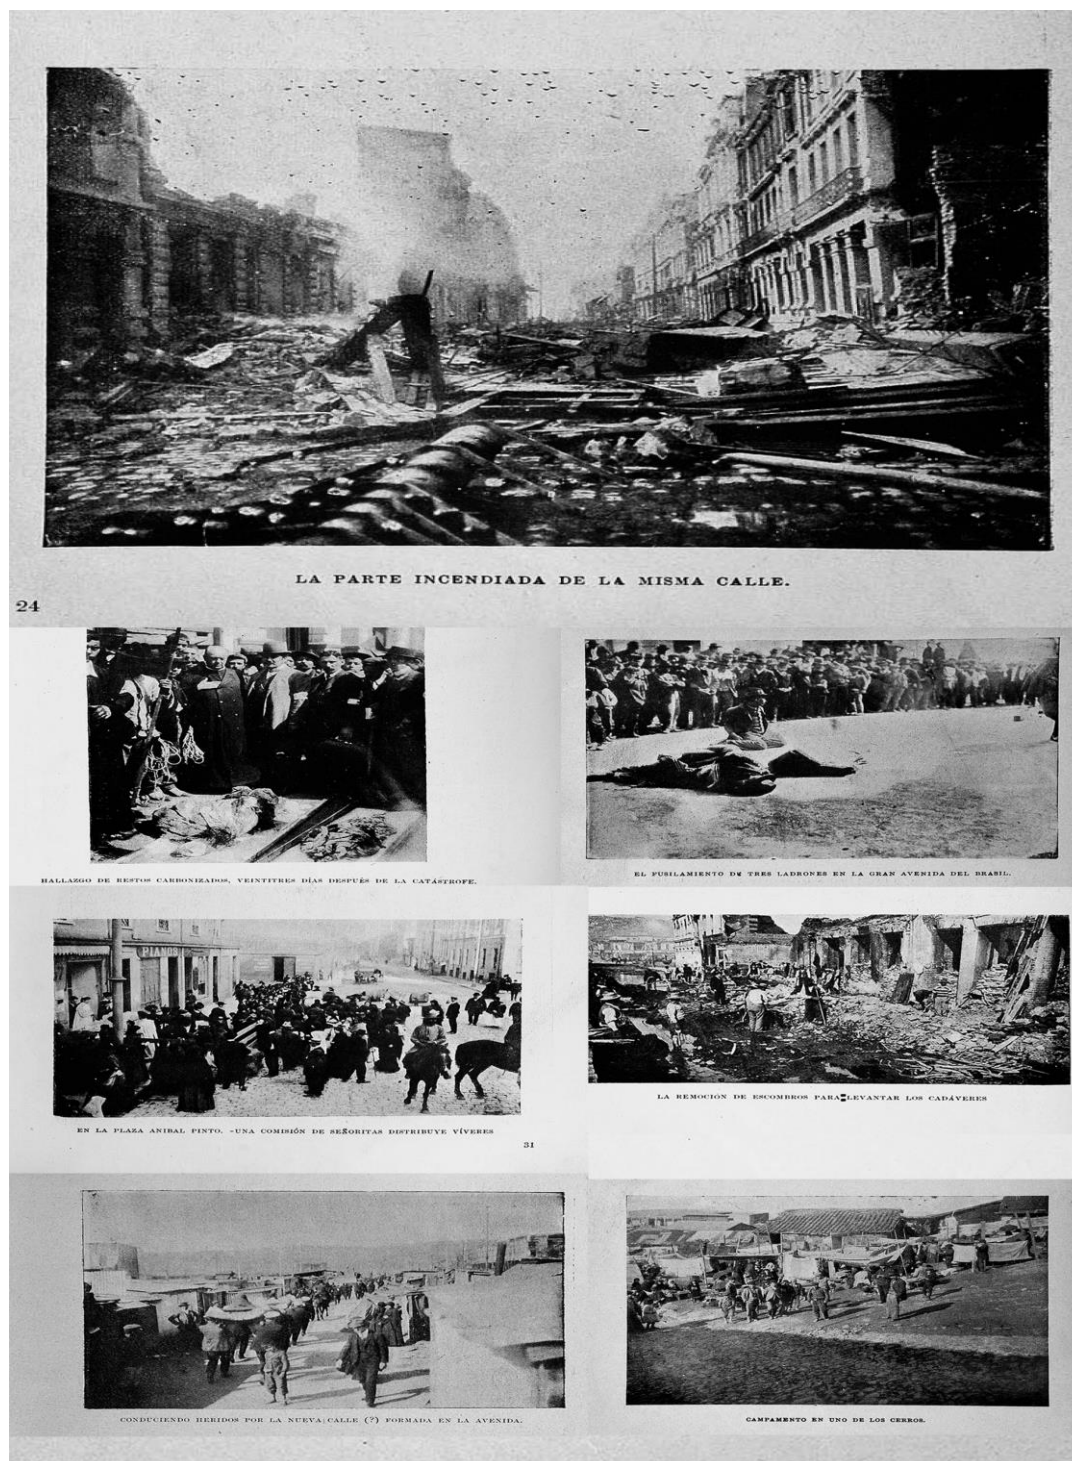 LA PARTE INCENDIADA DE LA MISMA CALLE.
24
HALLAZGO DE RESTOS CARBONIZADOS, VEINTITRES DÍAS DESPUÉS DE LA CATÁSTROFE.
EL FUSILAMIENTO DE TRES LADRONES EN LA GRAN AVENIDA DEL BRASIL.
PIANOS
EN LA PLAZA ANIBAL PINTO. -UNA COMISIÓN DE SEÑORITAS DISTRIBUYE VÍVERES
31
LA REMOCIÓN DE ESCOMBROS PARA LEVANTAR LOS CADÁVERES
CONDUCIENDO HERIDOS POR LA NUEVA CALLE (?) FORMADA EN LA AVENIDA.
CAMPAMENTO EN UNO DE LOS CERROS.